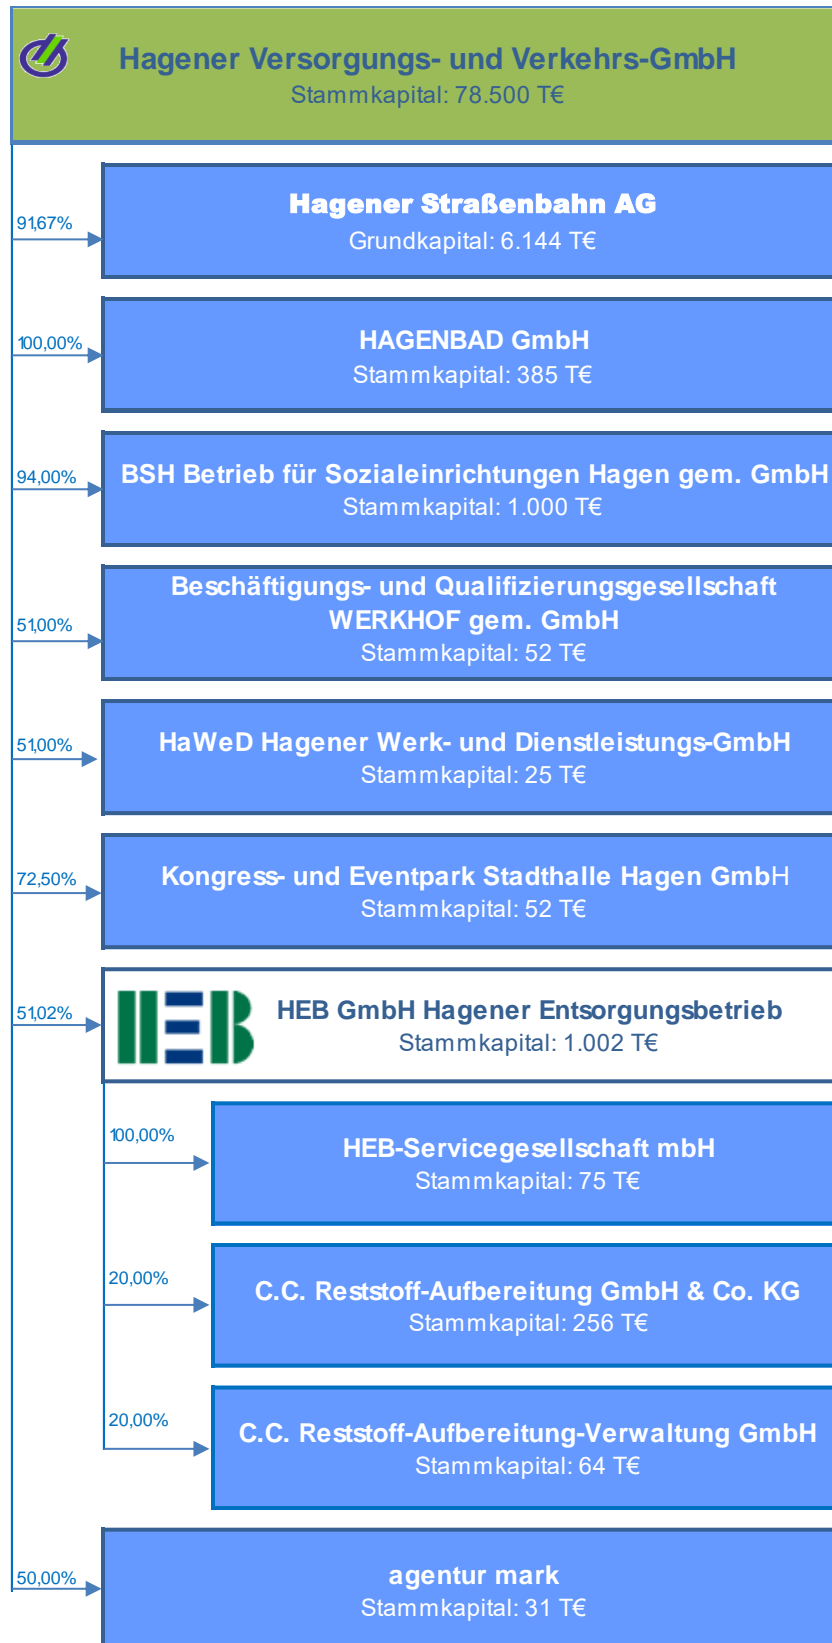 Hagener Versorgungs- und Verkehrs-GmbH
Stammkapital: 78.500 T€
91,67%
Hagener Straßenbahn AG
Grundkapital: 6.144 T€
100,00%
HAGENBAD GmbH
Stammkapital: 385 T€
94,00%
BSH Betrieb für Sozialeinrichtungen Hagen gem. GmbH
Stammkapital: 1.000 T€
51,00%
Beschäftigungs- und Qualifizierungsgesellschaft
WERKHOF gem. GmbH
Stammkapital: 52 T€
51,00%
HaWeD Hagener Werk- und Dienstleistungs-GmbH
Stammkapital: 25 T€
72,50%
Kongress- und Eventpark Stadthalle Hagen GmbH
Stammkapital: 52 T€
51,02%
HEB
HEB GmbH Hagener Entsorgungsbetrieb
Stammkapital: 1.002 T€
100,00%
HEB-Servicegesellschaft mbH
Stammkapital: 75 T€
20,00%
C.C. Reststoff-Aufbereitung GmbH & Co. KG
Stammkapital: 256 T€
20,00%
C.C. Reststoff-Aufbereitung-Verwaltung GmbH
Stammkapital: 64 T€
50,00%
agentur mark
Stammkapital: 31 T€